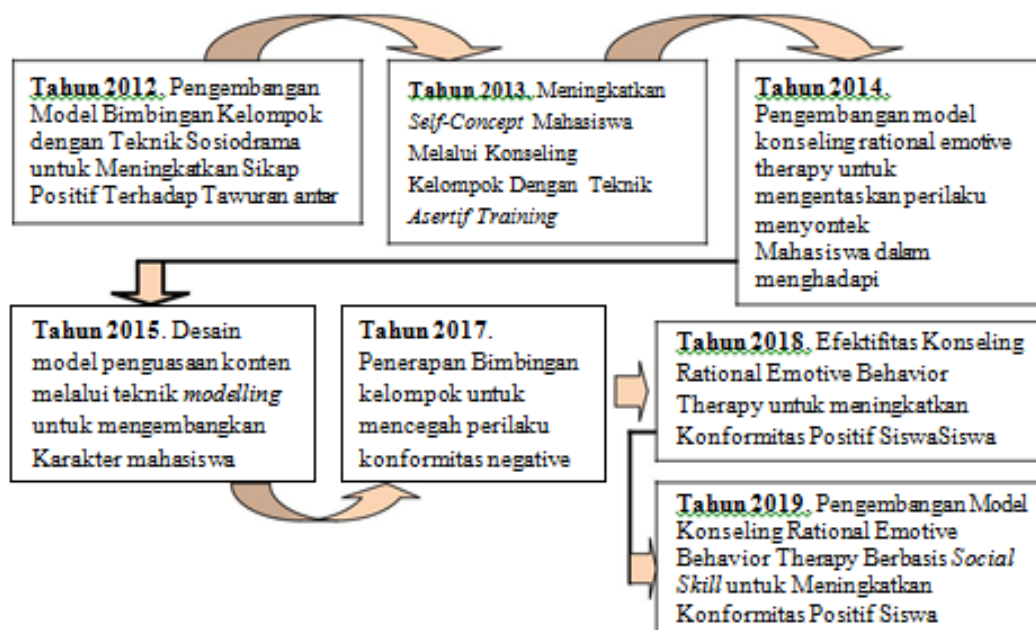 Tahun 2012. Pengembangan
Model Bimbingan Kelompok
dengan Teknik Sosiodrama
untuk Meningkatkan Sikap
Positif Terhadap Tawuran antar
Tahun 2013. Meningkatkan
Self-Concept Mahasiswa
Melalui Konseling
Kelompok Dengan Teknik
Asertif Training
Tahun 2014.
Pengembangan model
konseling rational emotive
therapy untuk
mengentaskan perilaku
menyontek
Mahasiswa dalam
menghadapi
Tahun 2015. Desain
model penguasaan konten
melalui teknik modelling
untuk mengembangkan
Karakter mahasiswa
Tahun 2017.
Penerapan Bimbingan
kelompok untuk
mencegah perilaku
konformitas negative
Tahun 2018. Efektifitas Konseling
Rational Emotive Behavior
Therapy untuk meningkatkan
Konformitas Positif SiswaSiswa
Tahun 2019. Pengembangan Model
Konseling Rational Emotive
Behavior Therapy Berbasis Social
Skill untuk Meningkatkan
Konformitas Positif Siswa